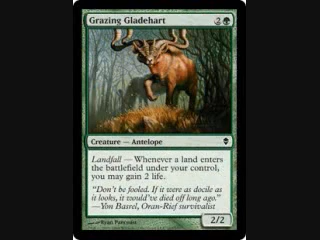 Grazing Gladehart 2
Creature — Antelope
Landfall — Whenever a land enters
the battlefield under your control,
you may gain 2 life.
"Don't be fooled. If it were as docile as
it looks, it would've died off long ago."
—Yon Basrel, Oran-Rief survivalist
2/2